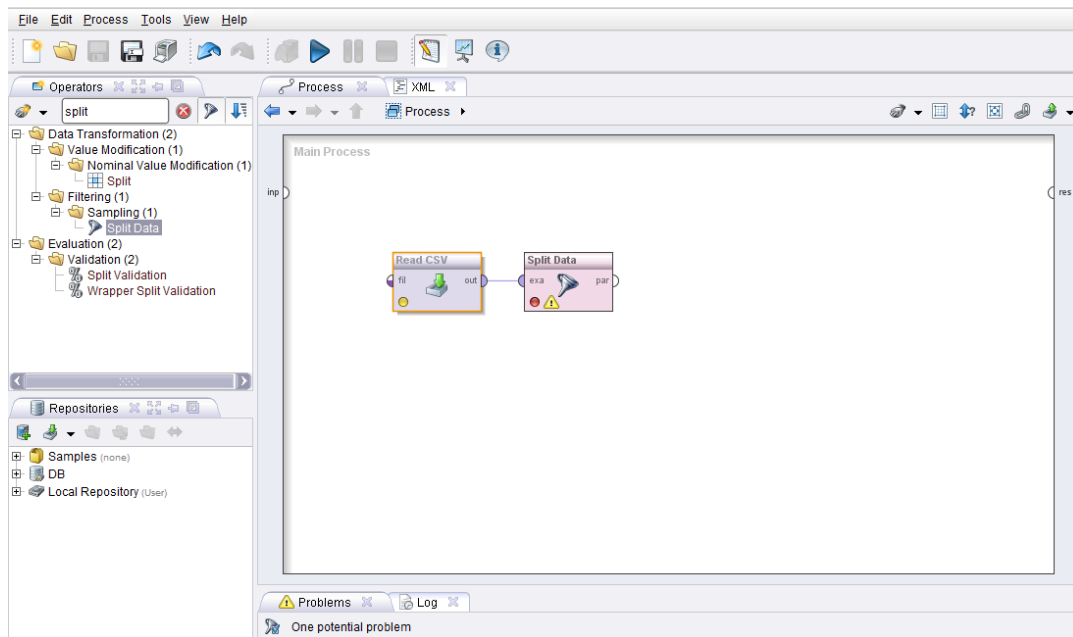 File Edit Process Tools View Help
Operators
split
Data Transformation (2)
Value Modification (1)
Nominal Value Modification (1)
Split
Filtering (1)
Sampling (1)
Split Data
Evaluation (2)
Validation (2)
Split Validation
Wrapper Split Validation
Repositories
Samples (none)
DB
Local Repository (User)
Process XML
Process
Main Process
inp
res
Read CSV
fil out
Split Data
exa par
Problems Log
One potential problem